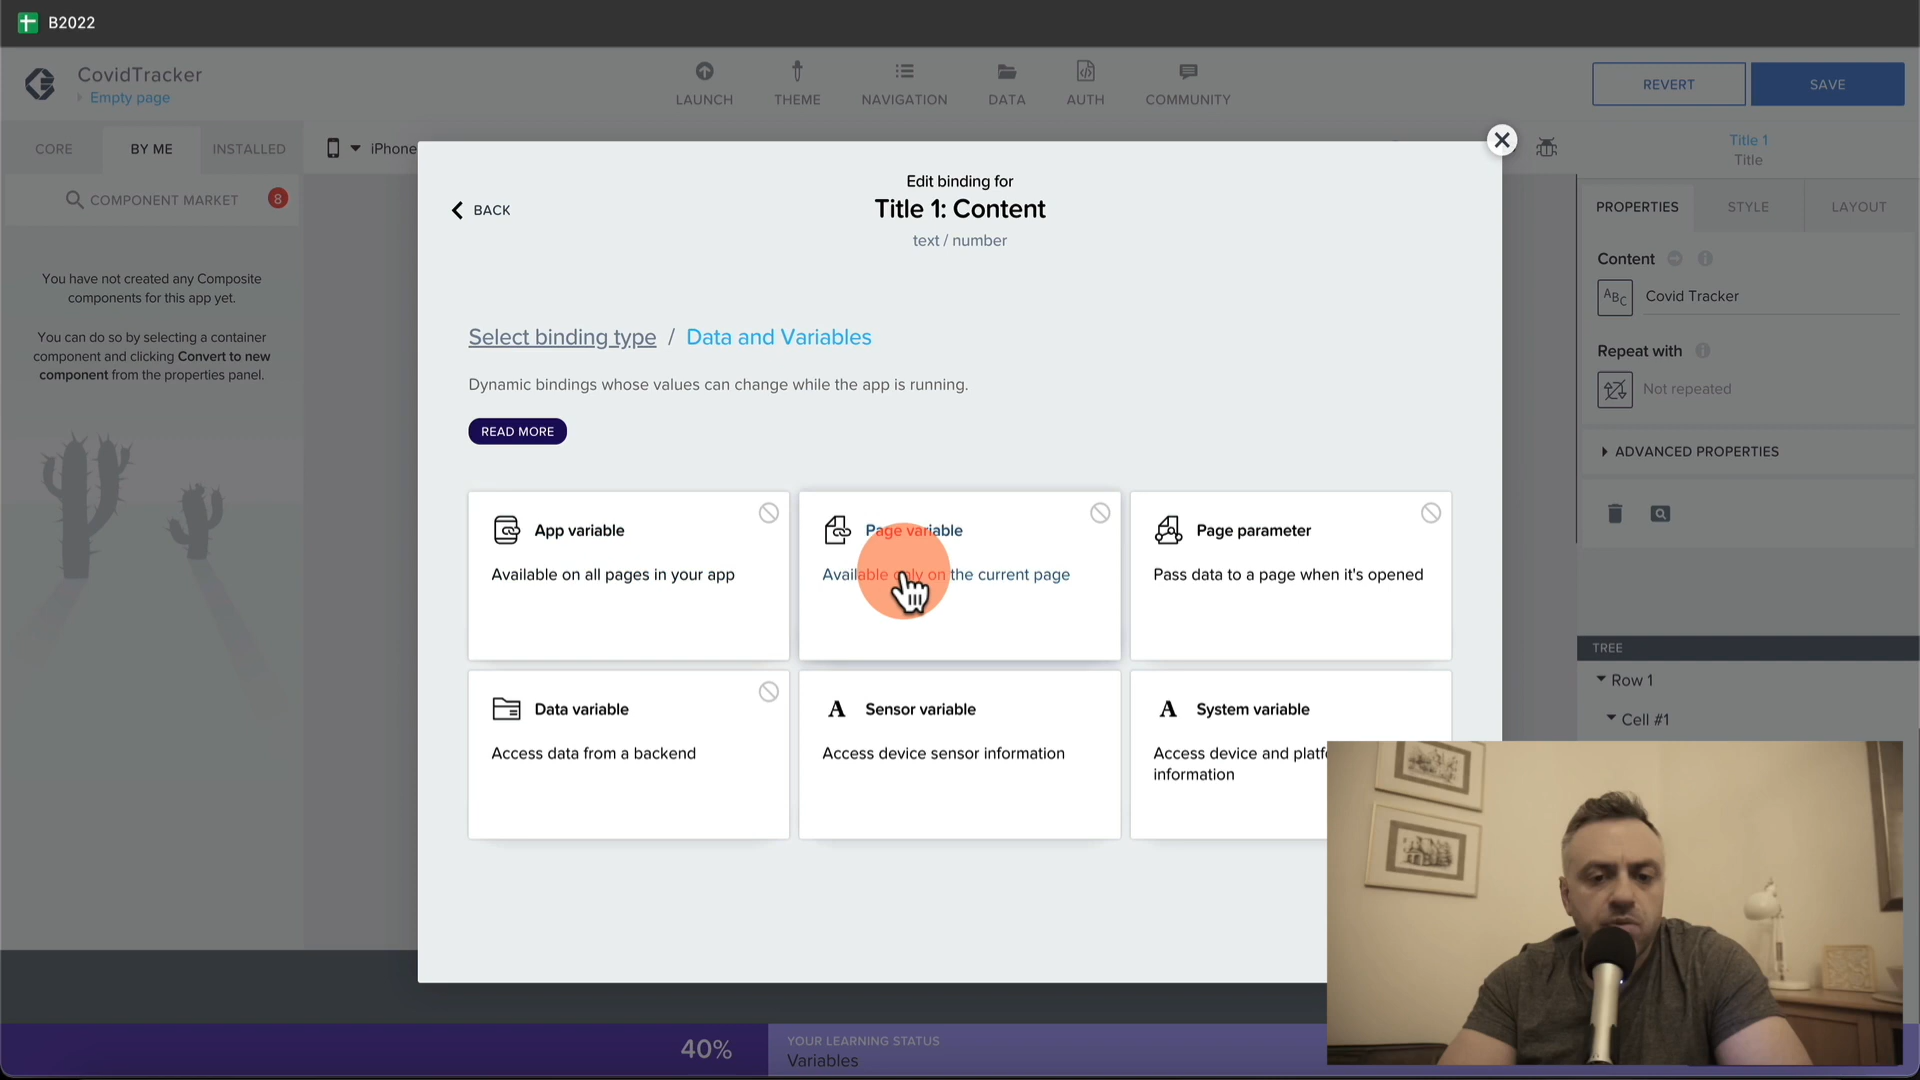 B2022
CovidTracker
Empty page
LAUNCH
THEME
NAVIGATION
DATA
AUTH
COMMUNITY
REVERT
SAVE
CORE
BY ME
INSTALLED
iPhone
Title 1
Title
COMPONENT MARKET
8
You have not created any Composite
components for this app yet.
You can do so by selecting a container
component and clicking Convert to new
component from the properties panel.
BACK
Edit binding for
Title 1: Content
text / number
Select binding type / Data and Variables
Dynamic bindings whose values can change while the app is running.
READ MORE
App variable
Available on all pages in your app
Page variable
Available only on the current page
Page parameter
Pass data to a page when it's opened
Data variable
Access data from a backend
A Sensor variable
Access device sensor information
A System variable
Access device and platf
information
PROPERTIES
STYLE
LAYOUT
Content
ABC
Covid Tracker
Repeat with
Not repeated
ADVANCED PROPERTIES
TREE
Row 1
Cell #1
40%
YOUR LEARNING STATUS
Variables